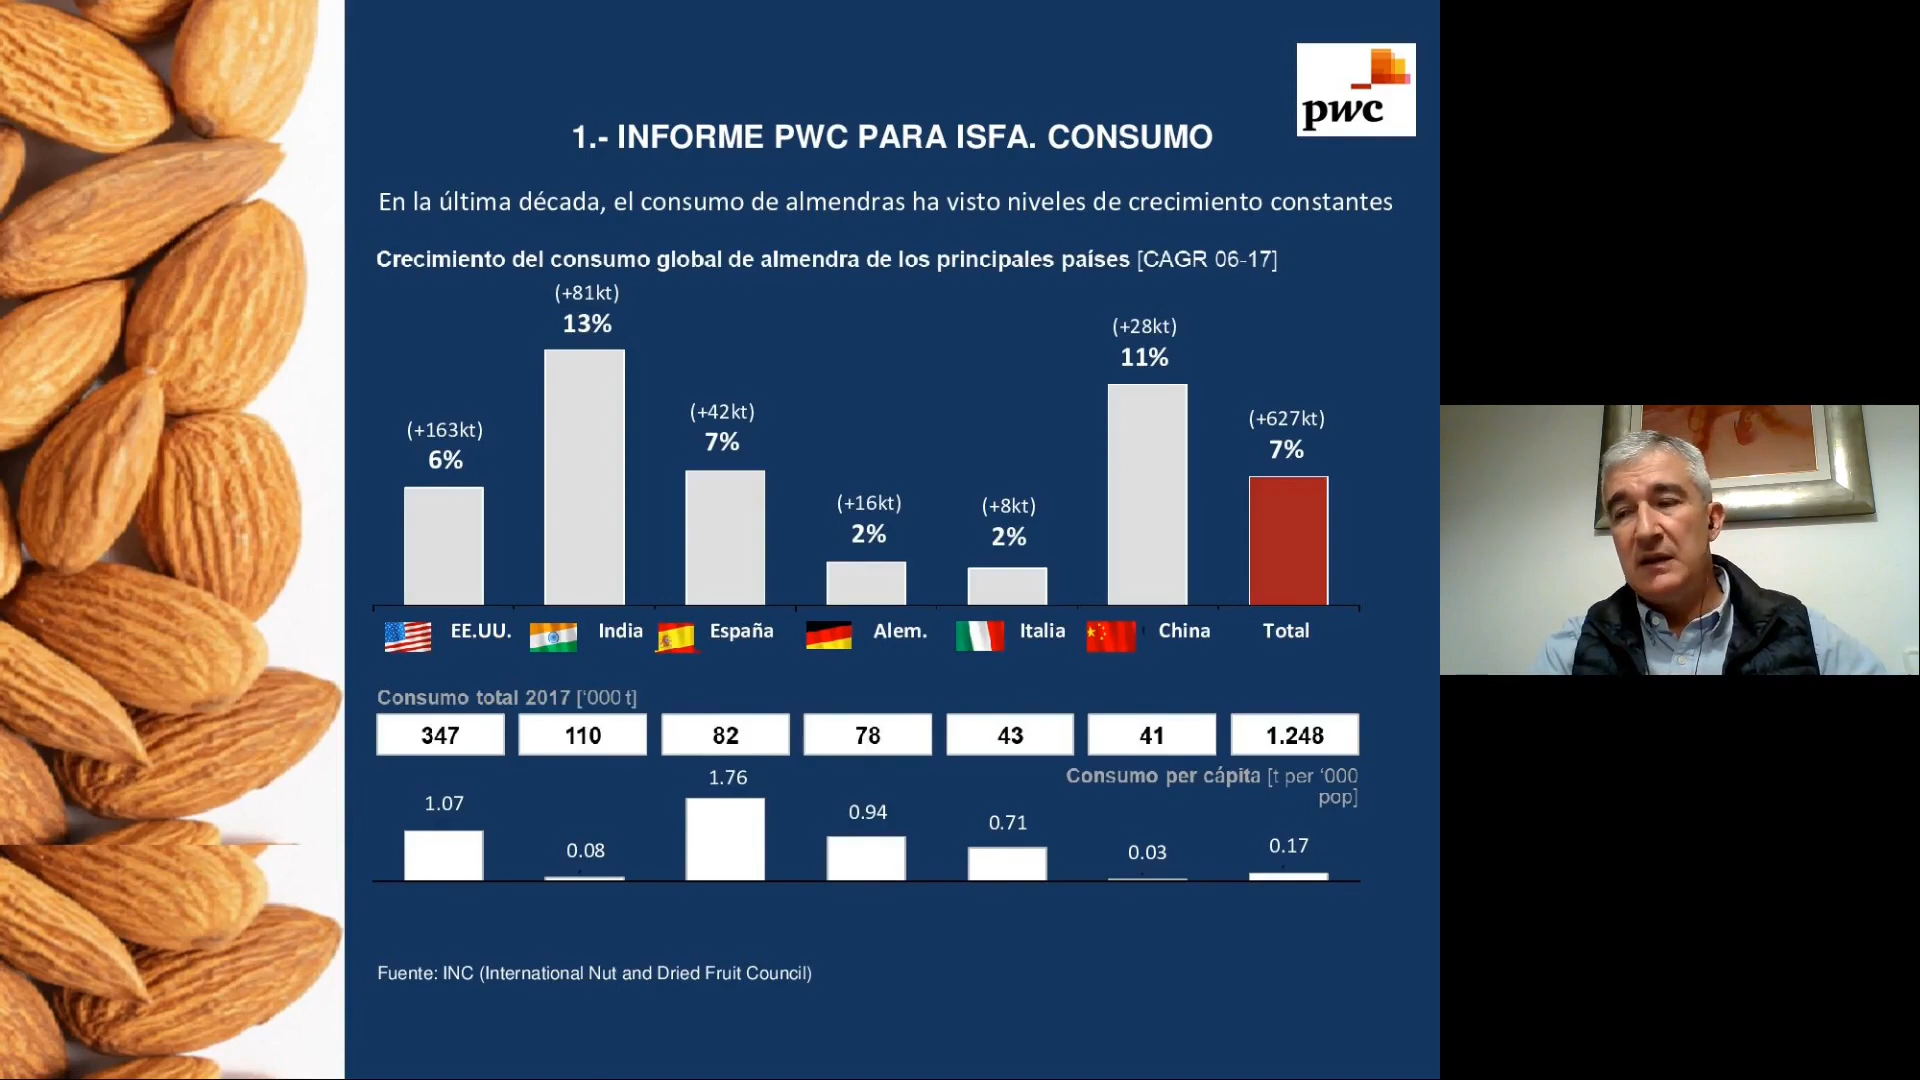 pwc
1.- INFORME PWC PARA ISFA. CONSUMO
En la última década, el consumo de almendras ha visto niveles de crecimiento constantes
Crecimiento del consumo global de almendra de los principales países [CAGR 06-17]
(+163kt)
6%
(+81kt)
13%
(+42kt)
7%
(+16kt)
2%
(+8kt)
2%
(+28kt)
11%
(+627kt)
7%
EE.UU.
India
España
Alem.
Italia
China
Total
Consumo total 2017 [‘000 t]
347
110
82
78
43
41
1.248
Consumo per cápita [t per ‘000
pop]
1.07
0.08
1.76
0.94
0.71
0.03
0.17
Fuente: INC (International Nut and Dried Fruit Council)